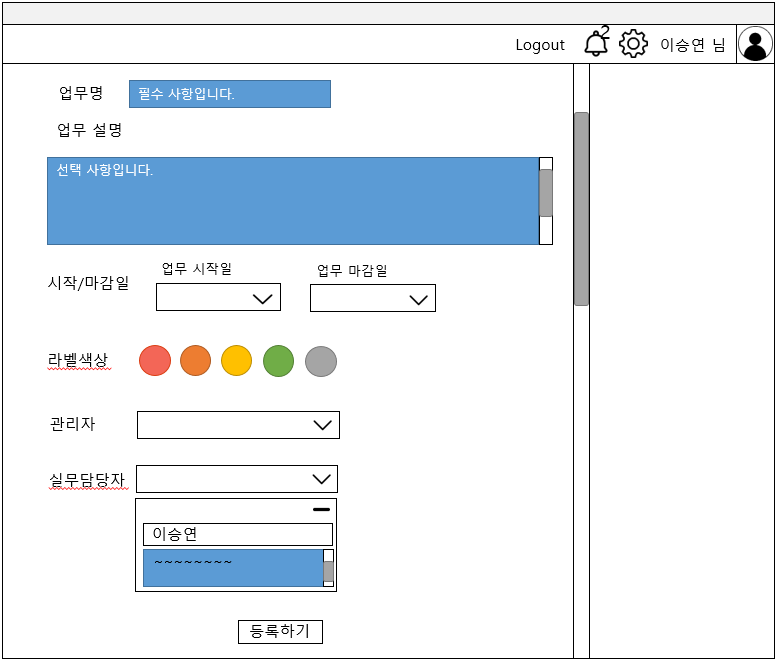 Logout 2 이승연 님
업무명 필수 사항입니다.
업무 설명
선택 사항입니다.
시작/마감일 업무 시작일 업무 마감일
라벨색상
관리자
실무담당자
이승연
~~~~~~~~
등록하기